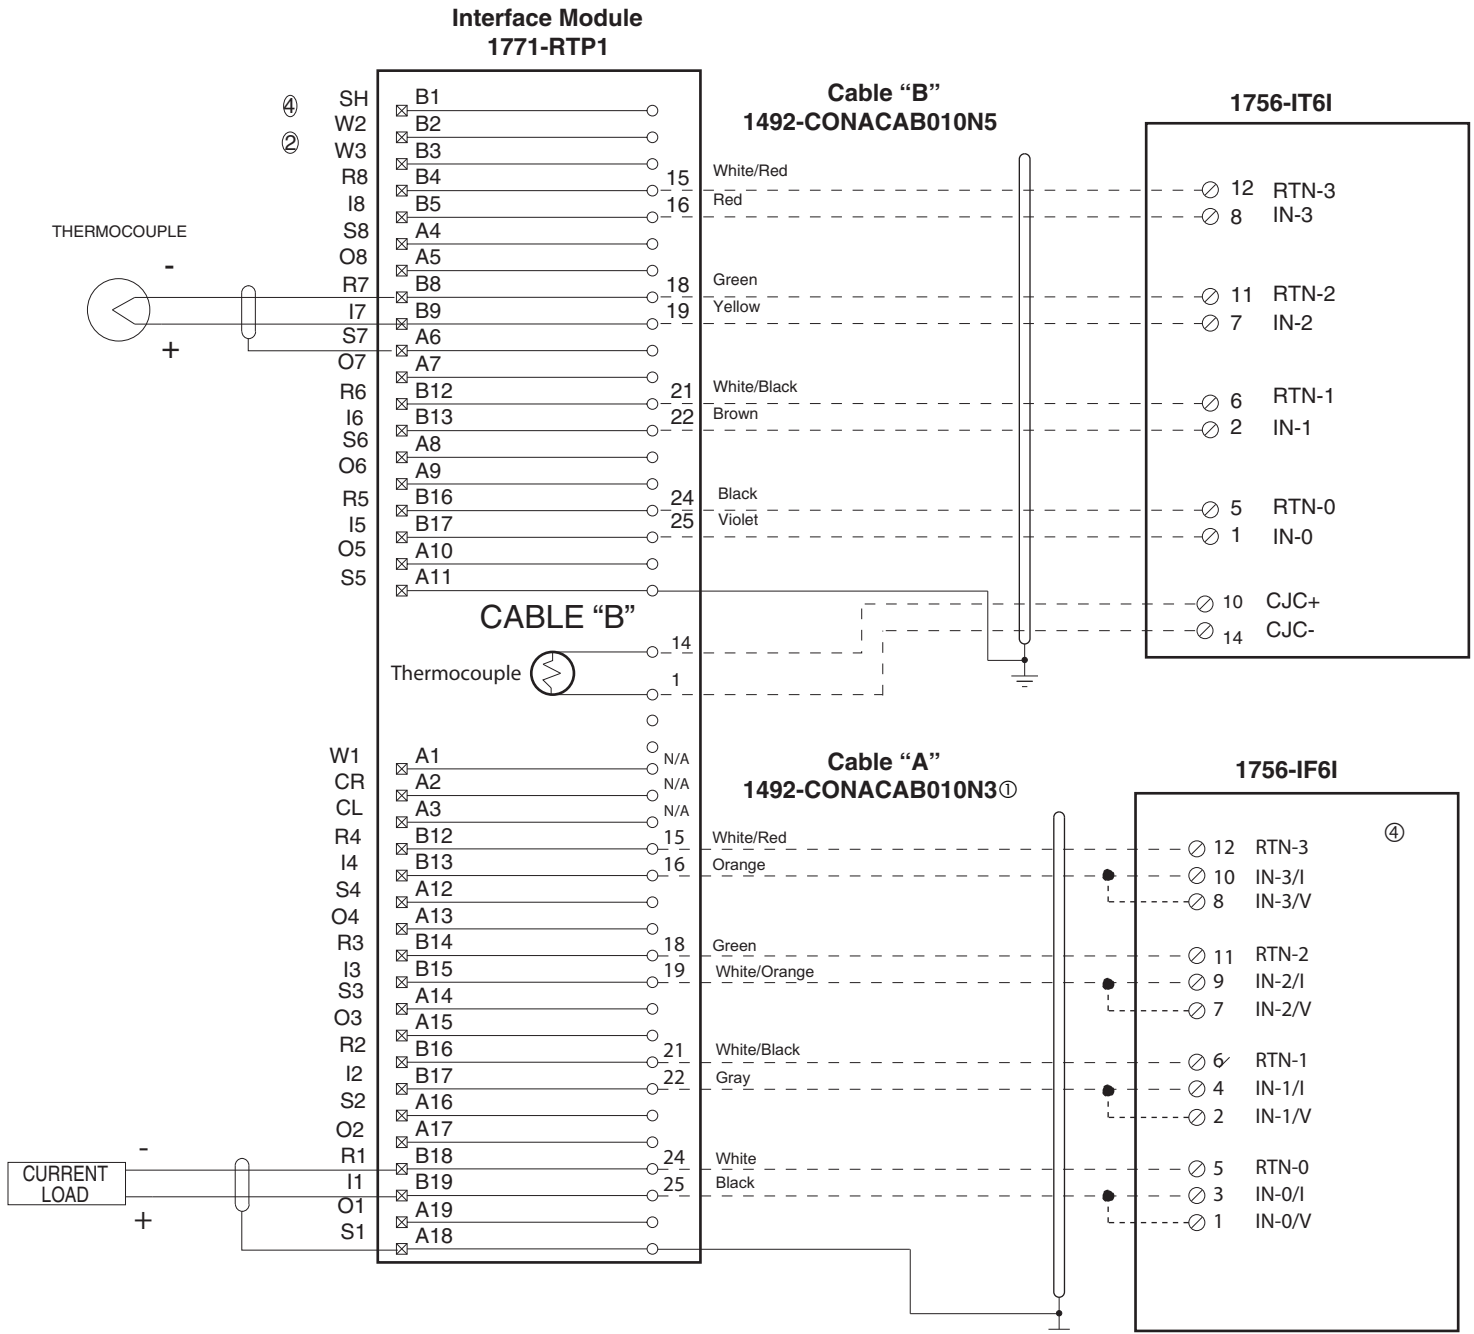 Interface Module
1771-RTP1
Cable “B”
1492-CONACAB010N5
1756-IT6I
④
②
THERMOCOUPLE
-
+
SH B1
W2 B2
W3 B3
R8 B4 15 White/Red 12 RTN-3
I8 B5 16 Red 8 IN-3
S8 A4
O8 A5
R7 B8 18 Green 11 RTN-2
I7 B9 19 Yellow 7 IN-2
S7 A6
O7 A7
R6 B12 21 White/Black 6 RTN-1
I6 B13 22 Brown 2 IN-1
S6 A8
O6 A9
R5 B16 24 Black 5 RTN-0
I5 B17 25 Violet 1 IN-0
O5 A10
S5 A11
CABLE “B”
10 CJC+
14 CJC-
Thermocouple
14
1
Cable “A”
1492-CONACAB010N3①
1756-IF6I
④
W1 A1 N/A
CR A2 N/A
CL A3 N/A
R4 B12 15 White/Red 12 RTN-3
I4 B13 16 Orange 10 IN-3/I
S4 A12 8 IN-3/V
O4 A13
R3 B14 18 Green 11 RTN-2
I3 B15 19 White/Orange 9 IN-2/I
S3 A14 7 IN-2/V
O3 A15
R2 B16 21 White/Black 6 RTN-1
I2 B17 22 Gray 4 IN-1/I
S2 A16 2 IN-1/V
O2 A17
R1 B18 24 White 5 RTN-0
I1 B19 25 Black 3 IN-0/I
O1 A19 1 IN-0/V
S1 A18
-
CURRENT
LOAD
+